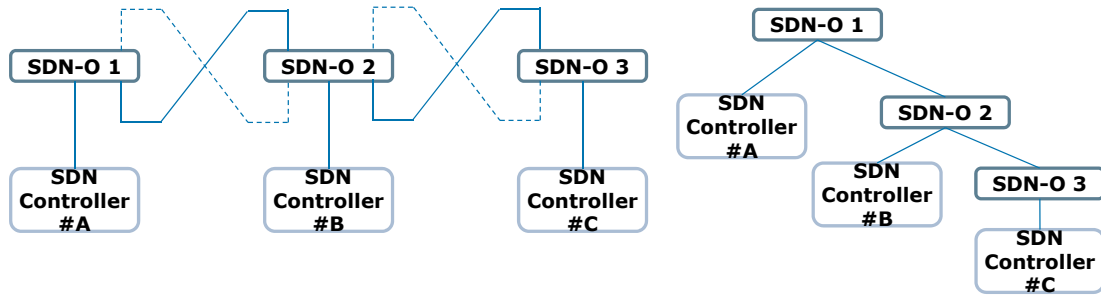 SDN-O 1
SDN-O 2
SDN-O 3
SDN
Controller
#A
SDN
Controller
#B
SDN
Controller
#C
SDN-O 1
SDN
Controller
#A
SDN-O 2
SDN
Controller
#B
SDN-O 3
SDN
Controller
#C